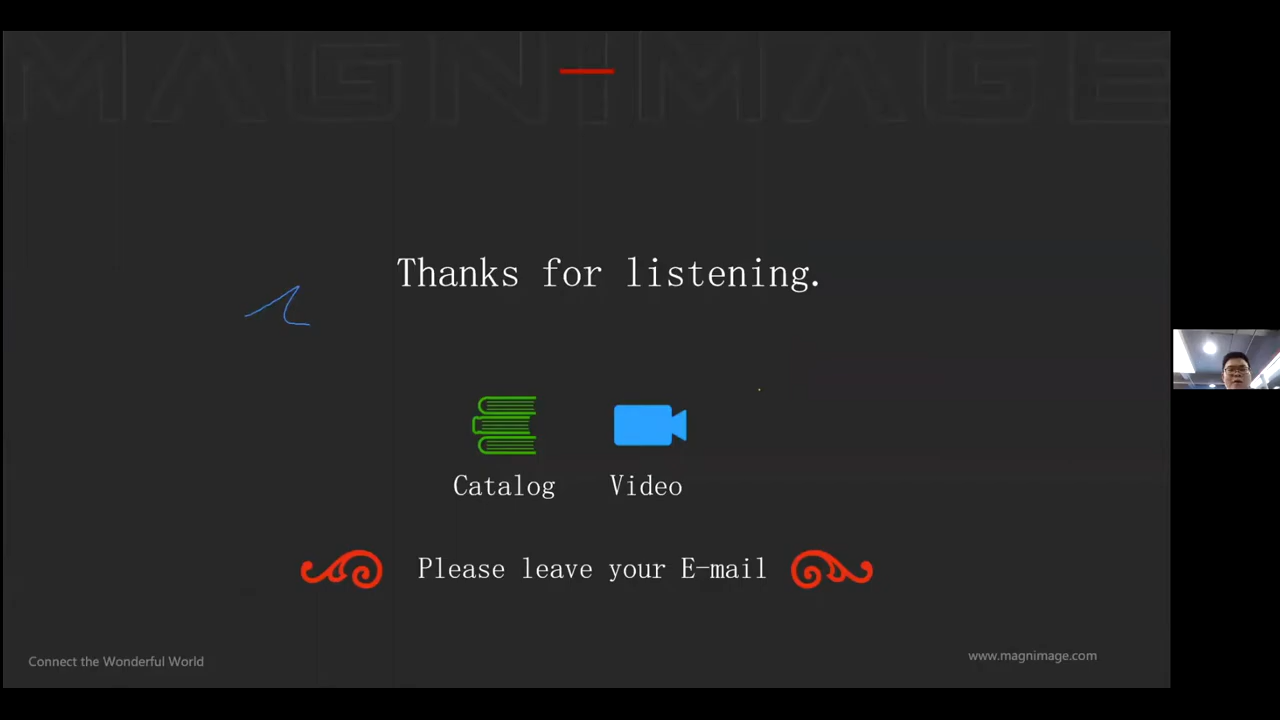 MAGNIMAGE
Thanks for listening.
Catalog Video
Please leave your E-mail
Connect the Wonderful World
www.magnimage.com